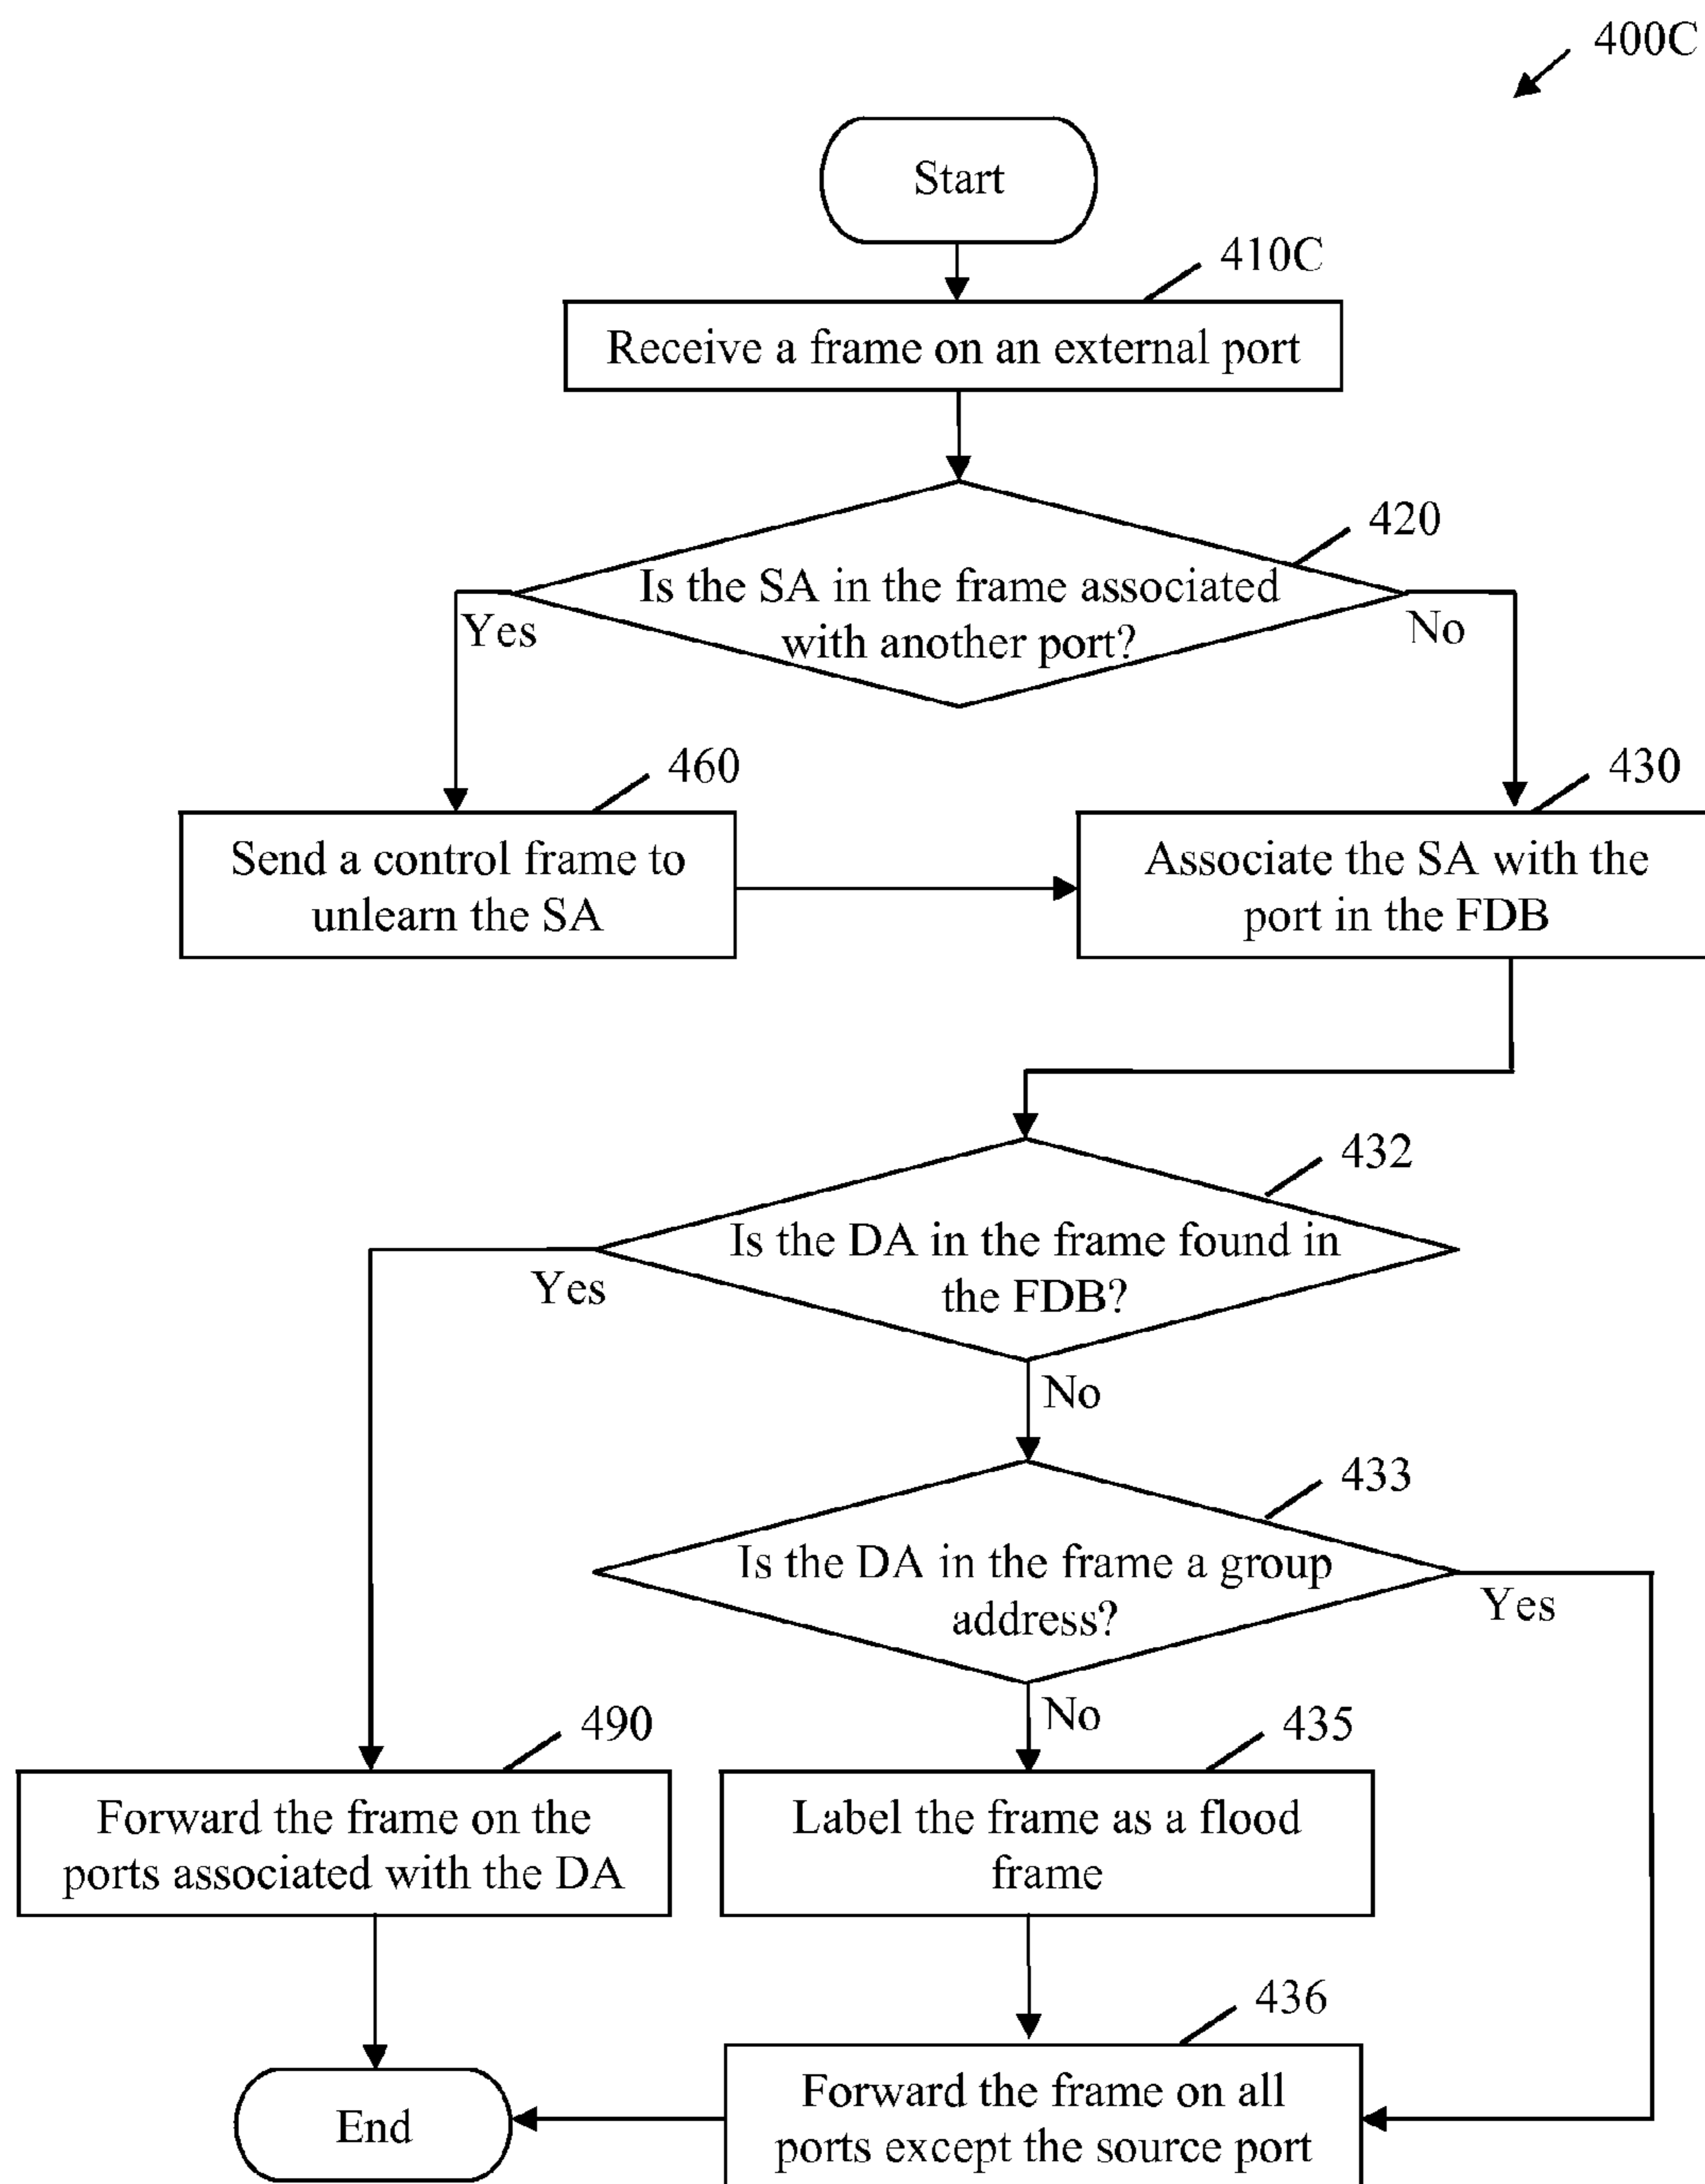 400C
Start
410C
Receive a frame on an external port
420
Is the SA in the frame associated
with another port?
Yes
No
460
430
Send a control frame to
unlearn the SA
Associate the SA with the
port in the FDB
432
Is the DA in the frame found in
the FDB?
Yes
No
433
Is the DA in the frame a group
address?
Yes
No
490
435
Forward the frame on the
ports associated with the DA
Label the frame as a flood
frame
436
Forward the frame on all
ports except the source port
End